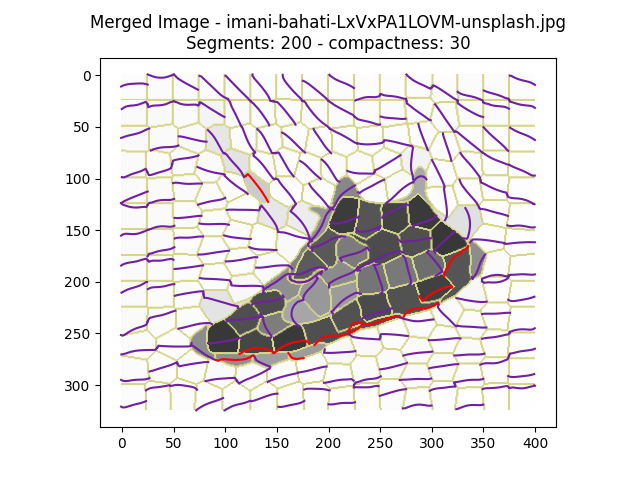 Merged Image - imani-bahati-LxVxPA1LOVM-unsplash.jpg
Segments: 200 - compactness: 30
0
50
100
150
200
250
300
0 50 100 150 200 250 300 350 400